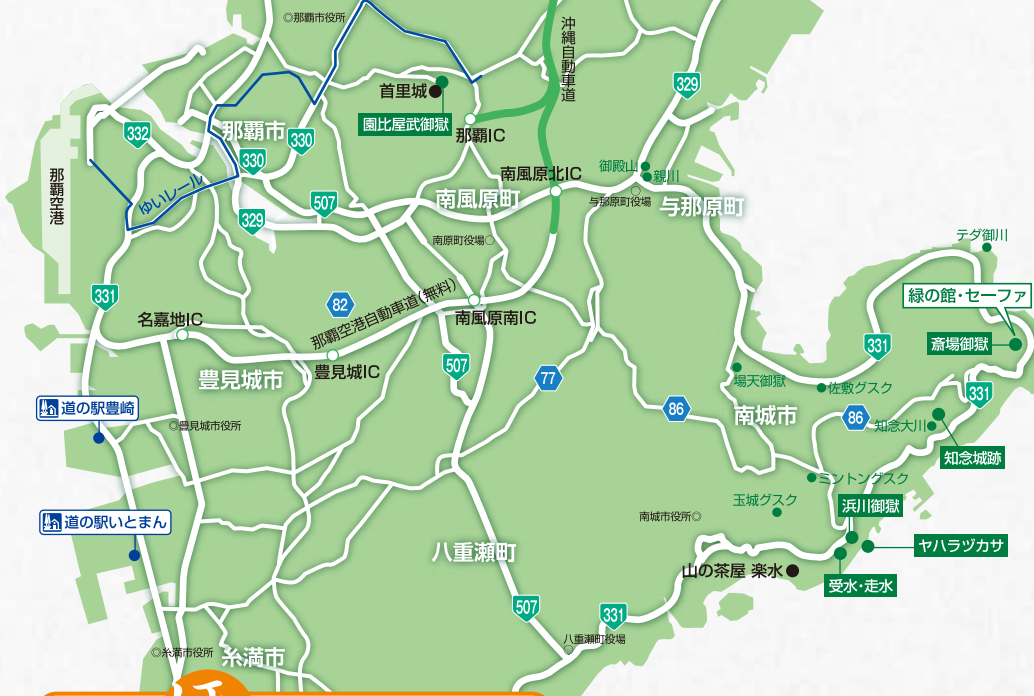 ◎那覇市役所
沖縄自動車道
首里城
園比屋武御嶽
329
332
那覇市
330
那覇IC
330
御殿山
親川
南風原北IC
那覇空港
ゆいレール
507
南風原町
与那原町役場
与那原町
329
南原町役場
テダ御川
331
82
那覇空港自動車道(無料)
緑の館・セーファ
名嘉地IC
南風原南IC
斎場御嶽
331
豊見城市
豊見城IC
507
77
場天御嶽
佐敷グスク
331
道の駅豊崎
86
南城市
86
知念大川
◎豊見城市役所
知念城跡
ミントングスク
玉城グスク
浜川御嶽
道の駅いとまん
南城市役所◎
八重瀬町
ヤハラヅカサ
山の茶屋 楽水
受水・走水
507
331
八重瀬町役場
◎糸満市役所
糸満市